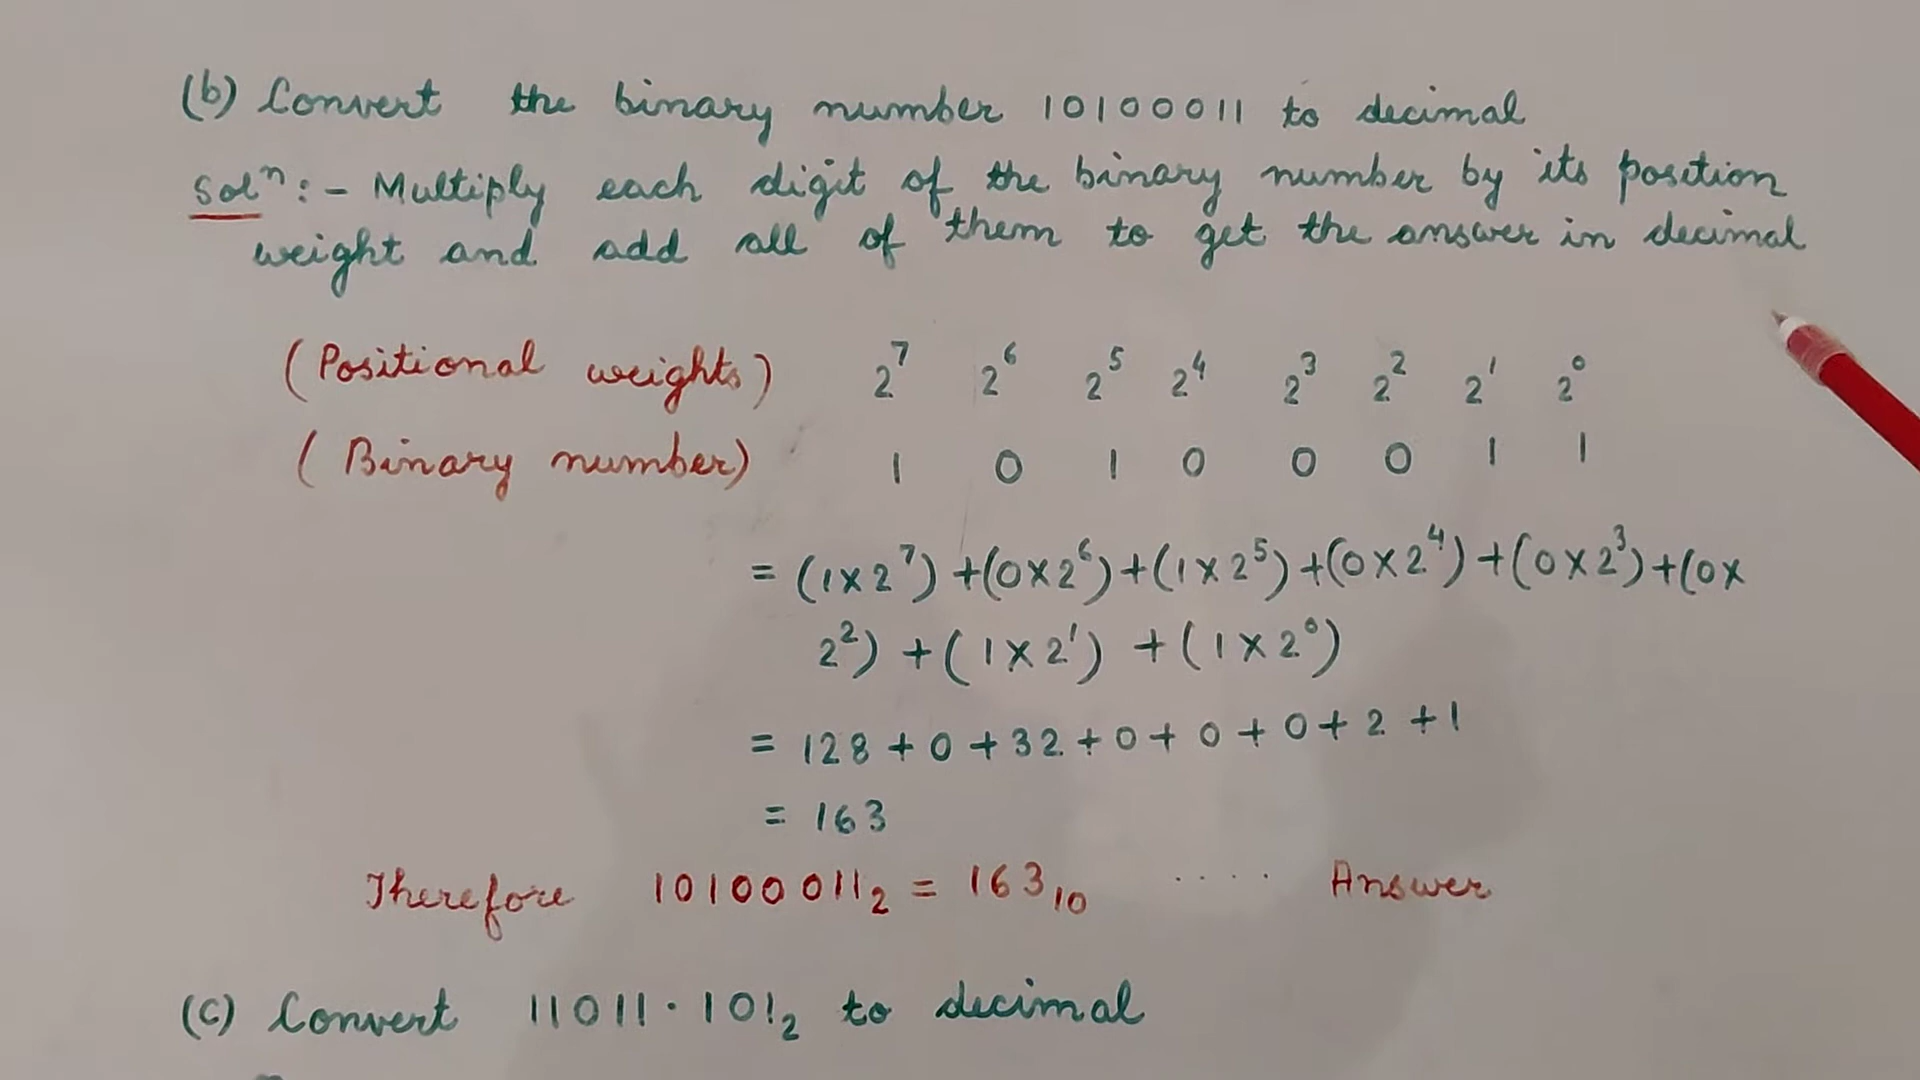 (b) Convert the binary number 10100011 to decimal
Solⁿ:- Multiply each digit of the binary number by its position
weight and add all of them to get the answer in decimal
(Positional weights) 2⁷ 2⁶ 2⁵ 2⁴ 2³ 2² 2¹ 2⁰
(Binary number) 1 0 1 0 0 0 1 1
= (1×2⁷) +(0×2⁶)+(1×2⁵)+(0×2⁴)+(0×2³)+(0×
2²) + (1×2¹) + (1×2⁰)
= 128+0+32+0+0+0+2+1
= 163
Therefore 10100011₂ = 163₁₀ ..... Answer
(c) Convert 11011.101₂ to decimal